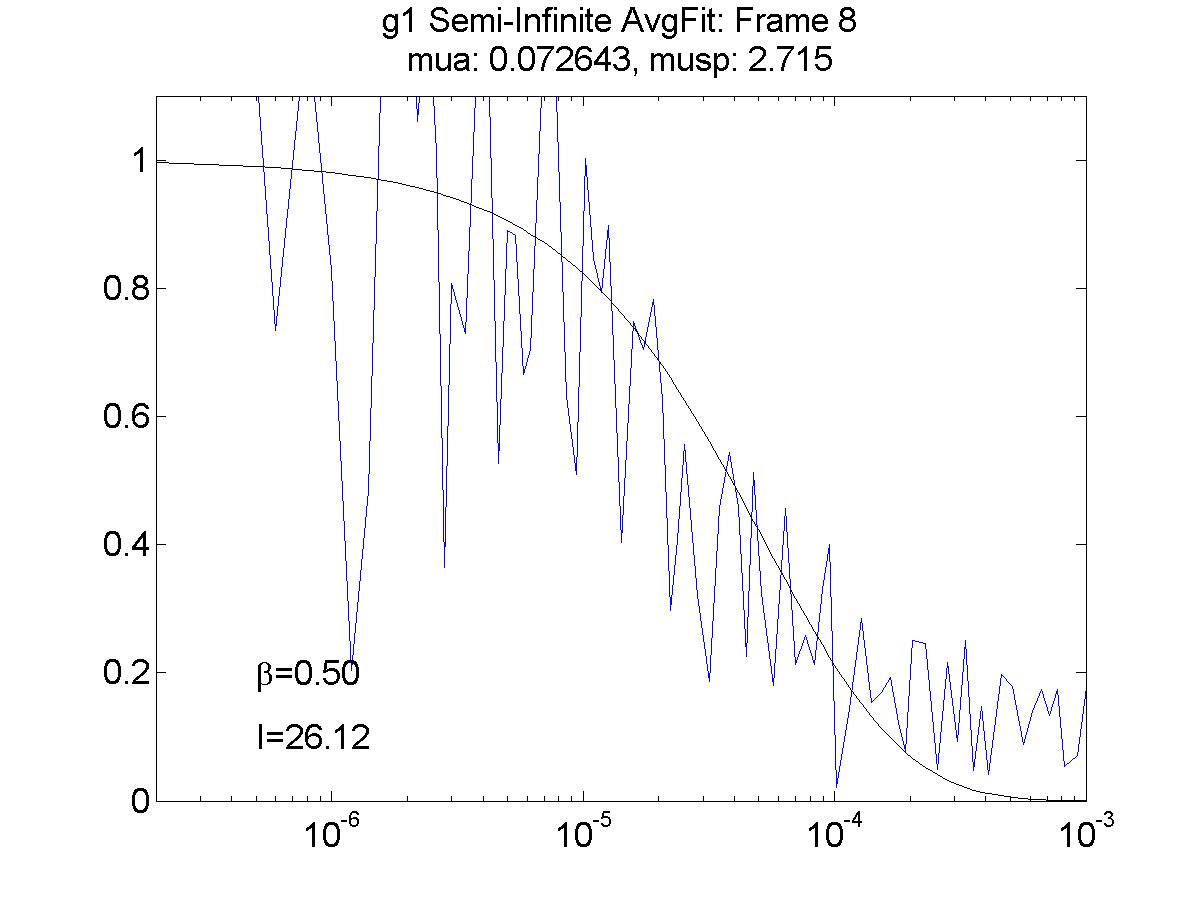 g1 Semi-Infinite AvgFit: Frame 8
mua: 0.072643, musp: 2.715
1
0.8
0.6
0.4
0.2
0
β=0.50
I=26.12
10^-6
10^-5
10^-4
10^-3